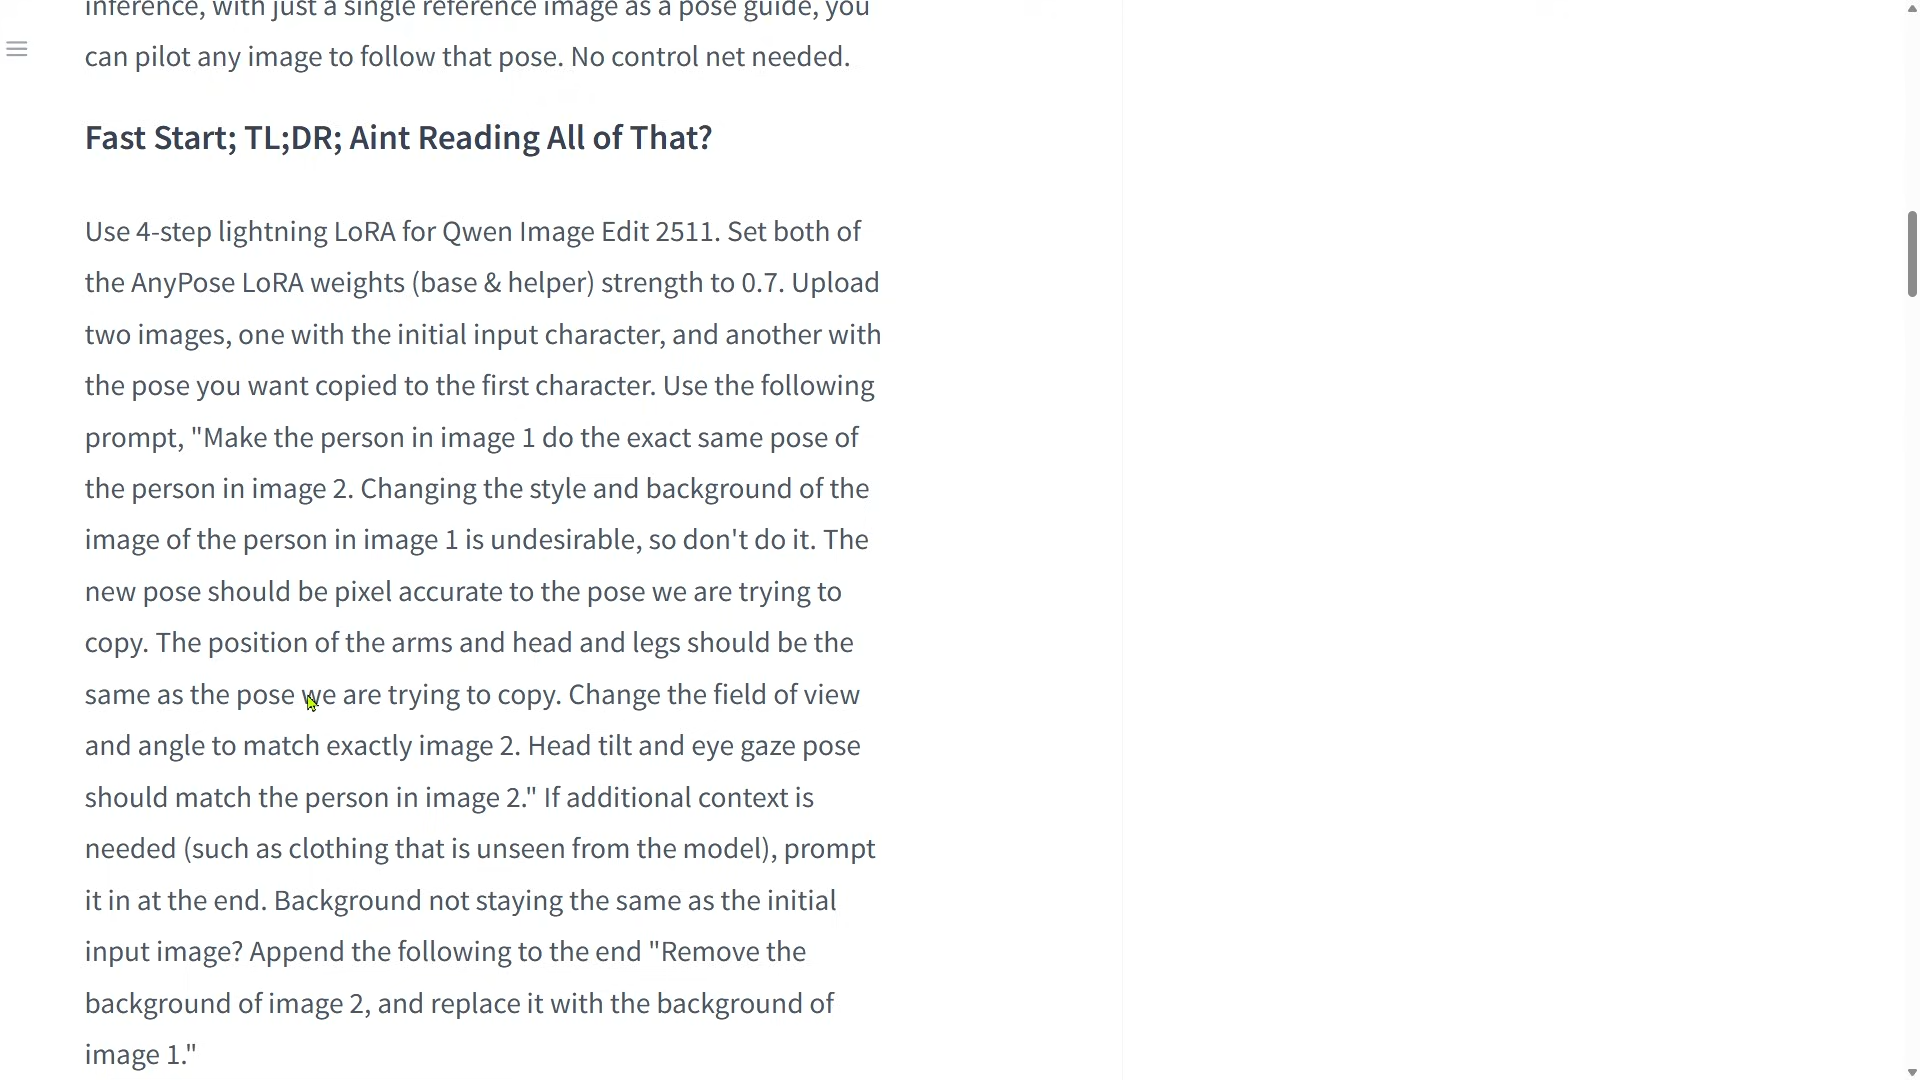 inference, with just a single reference image as a pose guide, you
can pilot any image to follow that pose. No control net needed.
Fast Start; TL;DR; Aint Reading All of That?
Use 4-step lightning LoRA for Qwen Image Edit 2511. Set both of
the AnyPose LoRA weights (base & helper) strength to 0.7. Upload
two images, one with the initial input character, and another with
the pose you want copied to the first character. Use the following
prompt, "Make the person in image 1 do the exact same pose of
the person in image 2. Changing the style and background of the
image of the person in image 1 is undesirable, so don't do it. The
new pose should be pixel accurate to the pose we are trying to
copy. The position of the arms and head and legs should be the
same as the pose we are trying to copy. Change the field of view
and angle to match exactly image 2. Head tilt and eye gaze pose
should match the person in image 2." If additional context is
needed (such as clothing that is unseen from the model), prompt
it in at the end. Background not staying the same as the initial
input image? Append the following to the end "Remove the
background of image 2, and replace it with the background of
image 1."